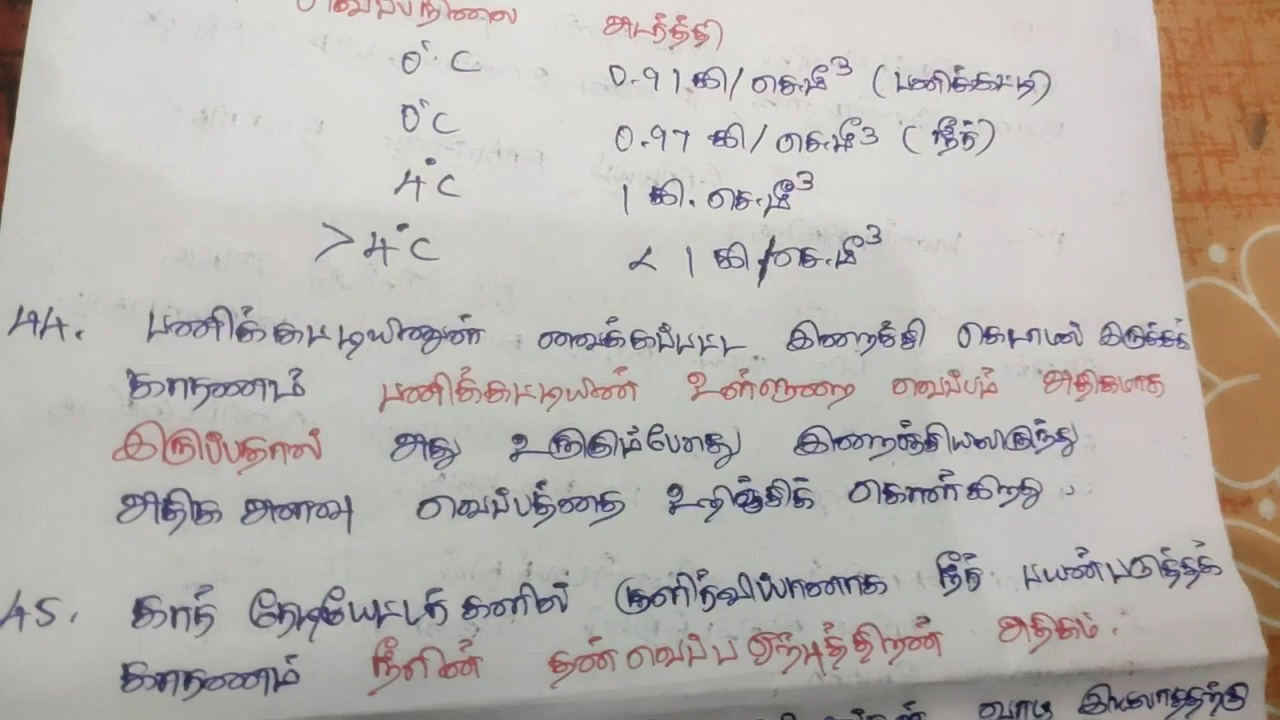 வெப்பநிலை அடர்த்தி
0°C 0.91 கி/செ.மீ3 (பனிக்கட்டி)
0°C 0.97 கி/செ.மீ3 (நீர்)
4°C 1 கி.செ.மீ3
>4°C < 1 கி/செ.மீ3
44. பனிக்கட்டியினுள் வைக்கப்பட்ட இறைச்சி கெடாமல் இருக்கக்
காரணம் பனிக்கட்டியின் உள்ளுறை வெப்பம் அதிகமாக
இருப்பதால் அது உருகும்போது இறைச்சியிலிருந்து
அதிக அளவு வெப்பத்தை உறிஞ்சிக் கொள்கிறது.
45. கார் ரேடியேட்டர்களில் குளிர்விப்பானாக நீர் பயன்படுத்தக்
காரணம் நீரின் தன் வெப்ப ஏற்புத்திறன் அதிகம்.